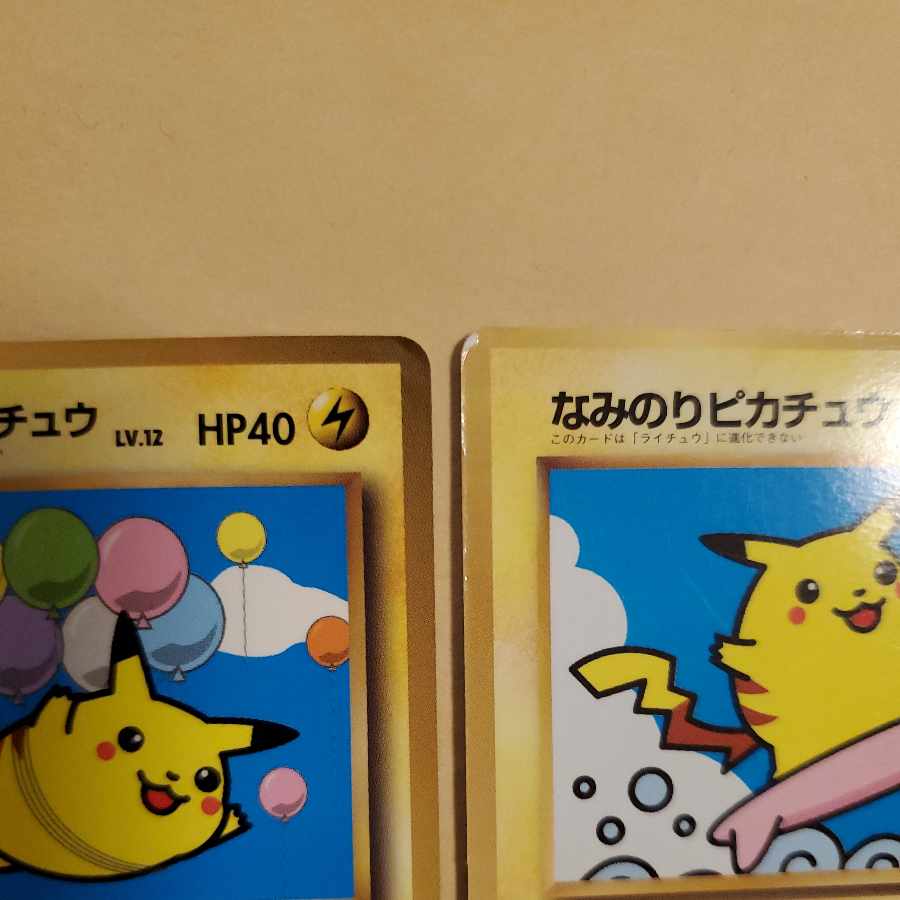 チュウ LV.12 HP40
なみのりピカチュウ
このカードは「ライチュウ」に進化できない